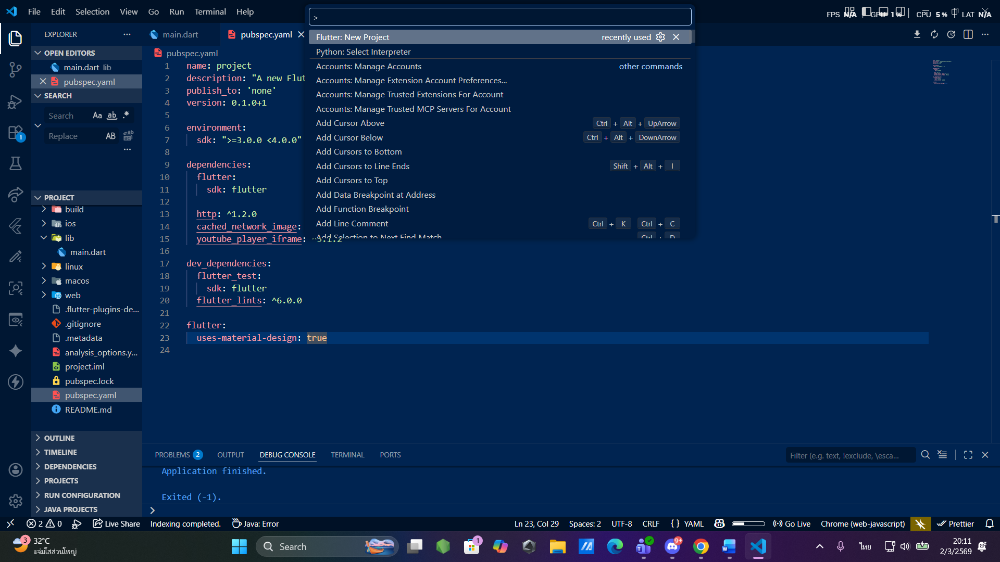 File Edit Selection View Go Run Terminal Help
>
FPS N/A GPU 1% CPU 5% LAT N/A
EXPLORER
main.dart
pubspec.yaml
Flutter: New Project recently used
Python: Select Interpreter
Accounts: Manage Accounts other commands
Accounts: Manage Extension Account Preferences...
Accounts: Manage Trusted Extensions For Account
Accounts: Manage Trusted MCP Servers For Account
Add Cursor Above Ctrl + Alt + UpArrow
Add Cursor Below Ctrl + Alt + DownArrow
Add Cursors to Bottom
Add Cursors to Line Ends Shift + Alt + I
Add Cursors to Top
Add Data Breakpoint at Address
Add Function Breakpoint
Add Line Comment Ctrl + K Ctrl + C
Add Selection to Next Find Match Ctrl + D
OPEN EDITORS
main.dart lib
pubspec.yaml
SEARCH
Search Aa ab .*
Replace AB
1
PROJECT
build
ios
lib
main.dart
linux
macos
web
.flutter-plugins-de...
.gitignore
.metadata
analysis_options.y...
project.iml
pubspec.lock
pubspec.yaml
README.md
OUTLINE
TIMELINE
DEPENDENCIES
PROJECTS
RUN CONFIGURATION
JAVA PROJECTS
pubspec.yaml
1 name: project
2 description: "A new Flut
3 publish_to: 'none'
4 version: 0.1.0+1
5
6 environment:
7 sdk: ">=3.0.0 <4.0.0"
8
9 dependencies:
10 flutter:
11 sdk: flutter
12
13 http: ^1.2.0
14 cached_network_image:
15 youtube_player_iframe: ^5.1.2
16
17 dev_dependencies:
18 flutter_test:
19 sdk: flutter
20 flutter_lints: ^6.0.0
21
22 flutter:
23 uses-material-design: true
24
PROBLEMS 2 OUTPUT DEBUG CONSOLE TERMINAL PORTS
Filter (e.g. text, !exclude, \esca...
Application finished.
Exited (-1).
2 0 Live Share Indexing completed. Java: Error
Ln 23, Col 29 Spaces: 2 UTF-8 CRLF {} YAML Go Live Chrome (web-javascript) Prettier
3
32°C
แจ่มใสส่วนใหญ่
Search
1
9+
ไทย
20:11
2/3/2569